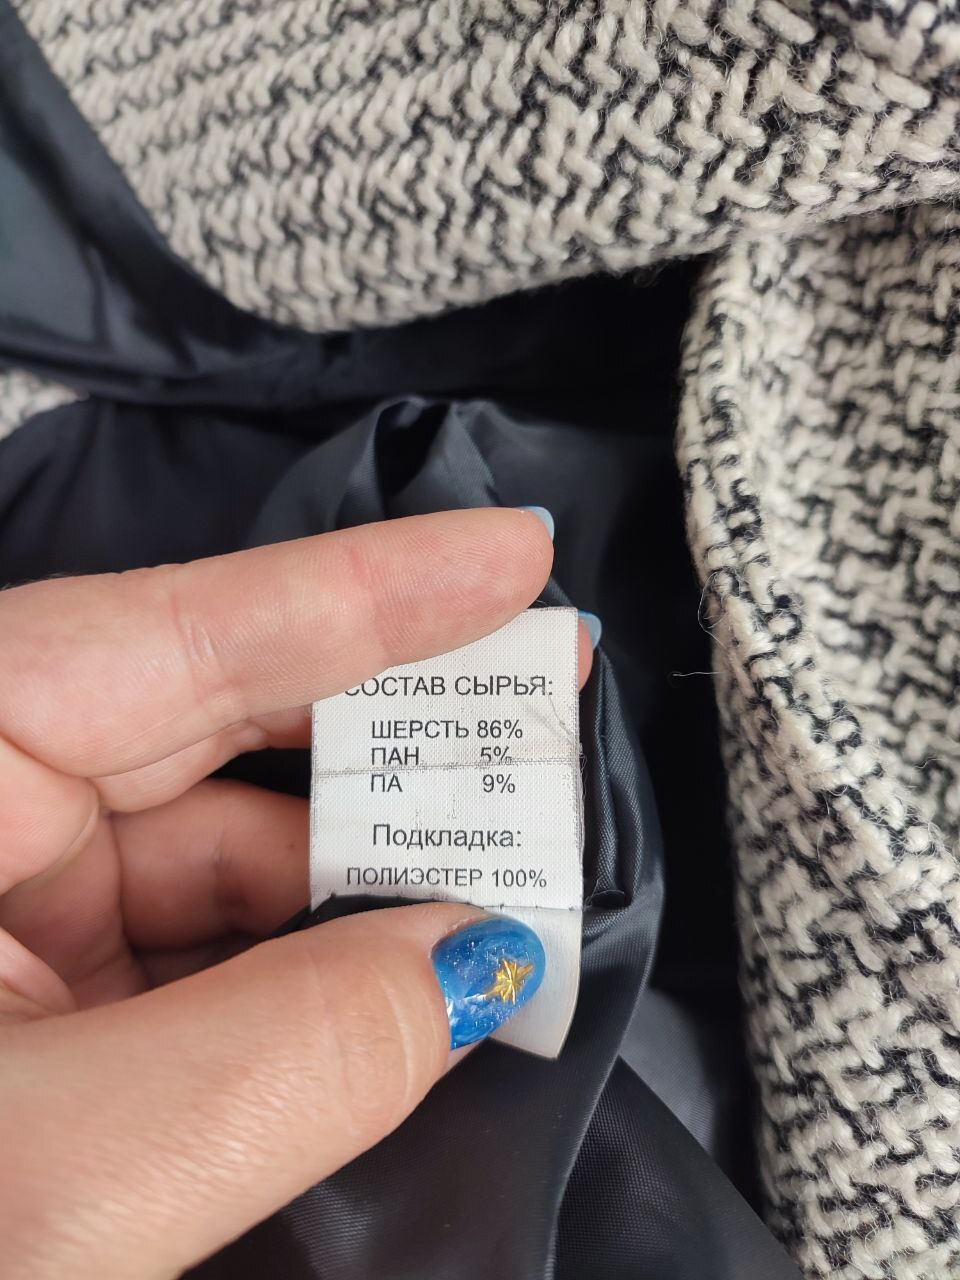 СОСТАВ СЫРЬЯ:
ШЕРСТЬ 86%
ПАН 5%
ПА 9%
Подкладка:
ПОЛИЭСТЕР 100%